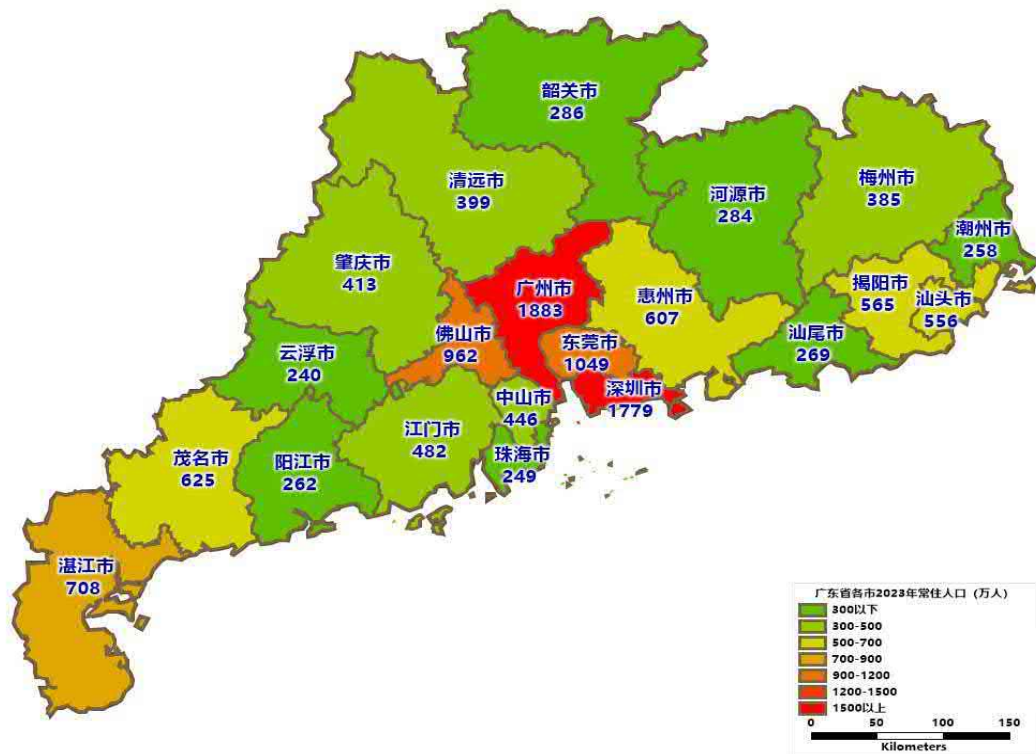 韶关市
286
清远市
399
河源市
284
梅州市
385
潮州市
258
肇庆市
413
广州市
1883
惠州市
607
揭阳市
565
汕头市
556
佛山市
962
东莞市
1049
汕尾市
269
云浮市
240
深圳市
1779
中山市
446
江门市
482
珠海市
249
茂名市
625
阳江市
262
湛江市
708
广东省各市2023年常住人口（万人）
300以下
300-500
500-700
700-900
900-1200
1200-1500
1500以上
0 50 100 150
Kilometers